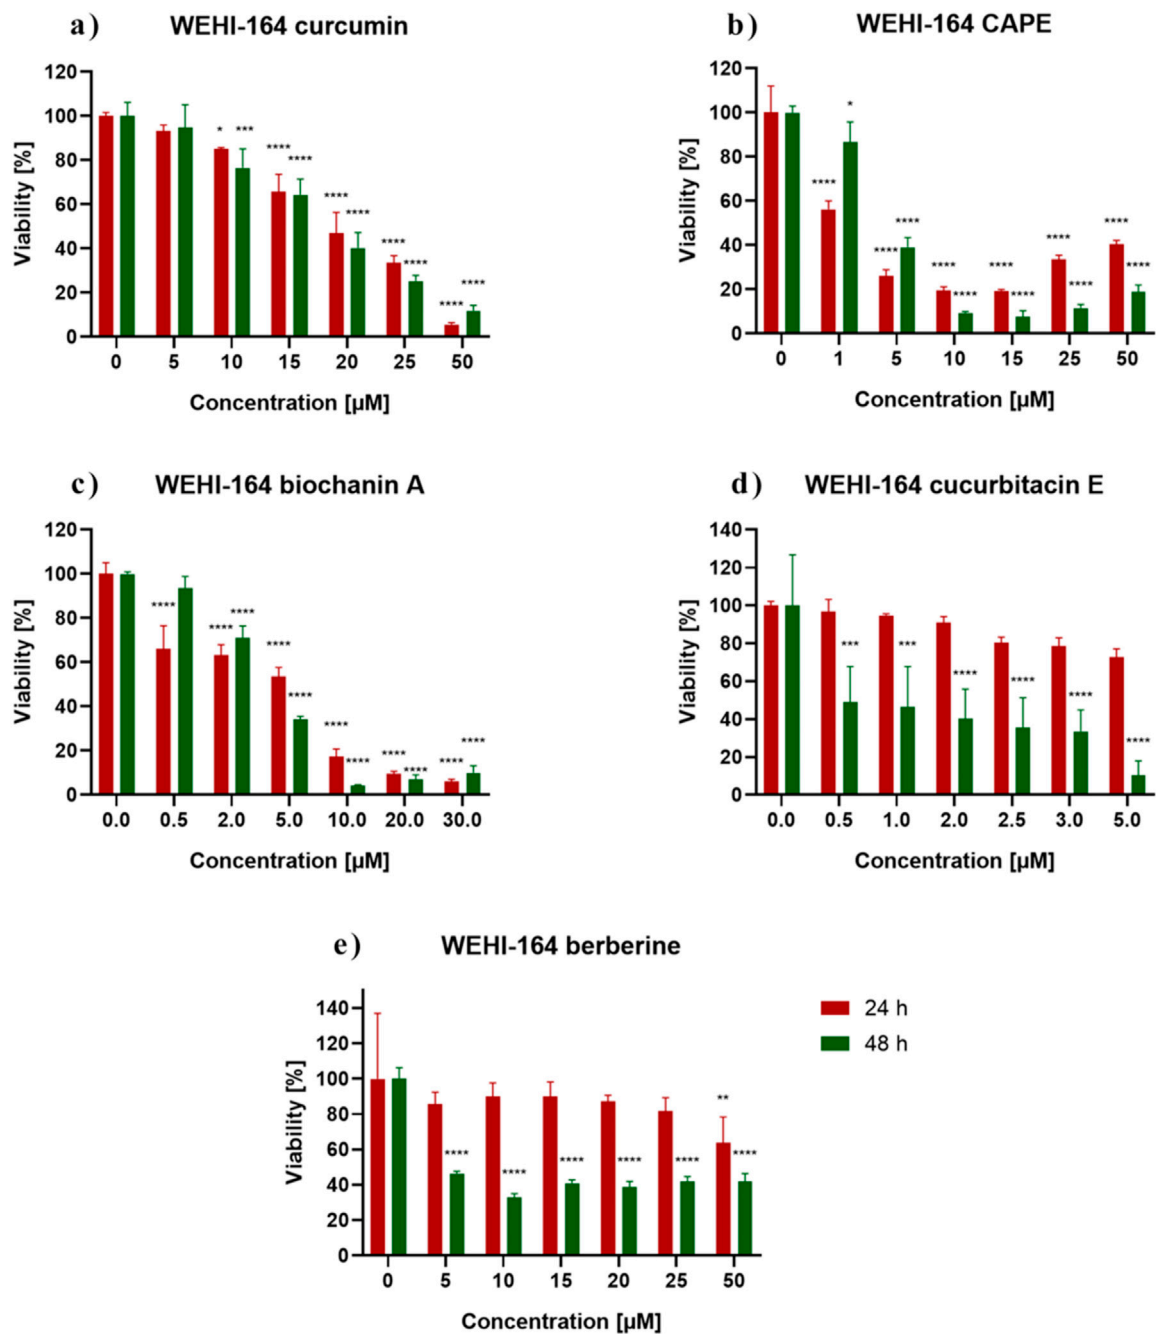 a) WEHI-164 curcumin
120
100
80
60
40
20
0
Viability [%]
* *** **** **** **** **** **** **** **** ****
0 5 10 15 20 25 50
Concentration [µM]
b) WEHI-164 CAPE
120
100
80
60
40
20
0
Viability [%]
**** * **** **** **** **** **** **** **** **** **** ****
0 1 5 10 15 25 50
Concentration [µM]
c) WEHI-164 biochanin A
120
100
80
60
40
20
0
Viability [%]
**** **** **** **** **** **** **** **** **** **** ****
0.0 0.5 2.0 5.0 10.0 20.0 30.0
Concentration [µM]
d) WEHI-164 cucurbitacin E
140
120
100
80
60
40
20
0
Viability [%]
*** *** **** **** **** ****
0.0 0.5 1.0 2.0 2.5 3.0 5.0
Concentration [µM]
e) WEHI-164 berberine
140
120
100
80
60
40
20
0
Viability [%]
**** **** **** **** **** ** ****
0 5 10 15 20 25 50
Concentration [µM]
24 h
48 h